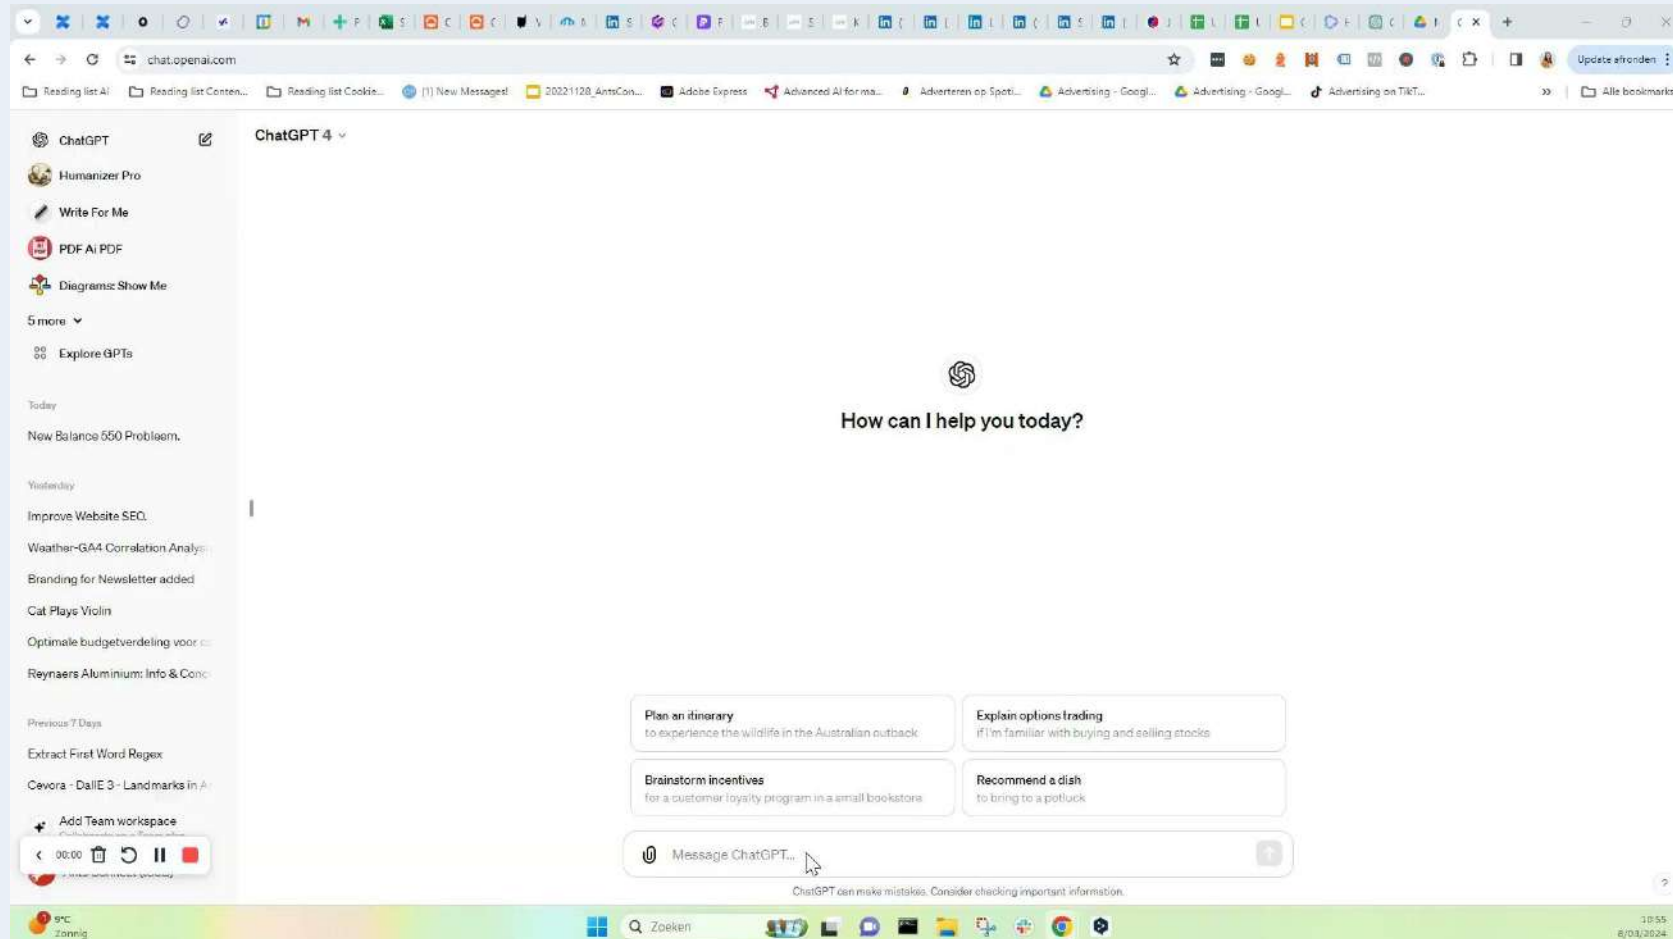 chat.openai.com
Update afronden
Reading list AI
Reading list Conten...
Reading list Cookie...
(1) New Messages!
20221128_AntsCon...
Adobe Express
Advanced AI for ma...
Adverteren op Spoti...
Advertising - Googl...
Advertising - Googl...
Advertising on TikT...
»
Alle bookmarks
ChatGPT
Humanizer Pro
Write For Me
PDF Ai PDF
Diagrams: Show Me
5 more
Explore GPTs
Today
New Balance 550 Probleem.
Yesterday
Improve Website SEO.
Weather-GA4 Correlation Analys
Branding for Newsletter added
Cat Plays Violin
Optimale budgetverdeling voor
Reynaers Aluminium: Info & Conc
Previous 7 Days
Extract First Word Regex
Cevora - DallE 3 - Landmarks in A
Add Team workspace
00:00
ChatGPT 4
How can I help you today?
Plan an itinerary
to experience the wildlife in the Australian outback
Explain options trading
if I'm familiar with buying and selling stocks
Brainstorm incentives
for a customer loyalty program in a small bookstore
Recommend a dish
to bring to a potluck
Message ChatGPT...
ChatGPT can make mistakes. Consider checking important information.
?
1
9°C
Zonnig
Zoeken
10:55
8/03/2024